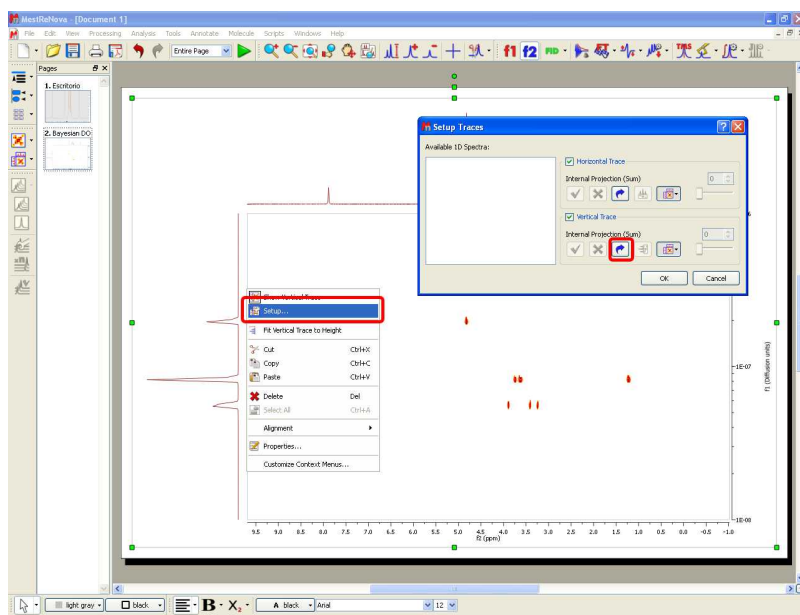 MestReNova - [Document 1]
File Edit View Processing Analysis Tools Annotate Molecule Scripts Windows Help
Entire Page f1 f2 FID TMS
Pages
1. Escritorio
2. Bayesian DO
Setup Traces
Available 1D Spectra:
Horizontal Trace
Internal Projection (Sum) 0
Vertical Trace
Internal Projection (Sum) 0
OK Cancel
Show Vertical Trace
Setup...
Fit Vertical Trace to Height
Cut Ctrl+X
Copy Ctrl+C
Paste Ctrl+V
Delete Del
Select All Ctrl+A
Alignment
Properties...
Customize Context Menus...
1E-07
f1 (Diffusion units)
1E-00
9.5 9.0 8.5 8.0 7.5 7.0 6.5 6.0 5.5 5.0 4.5 4.0 3.5 3.0 2.5 2.0 1.5 1.0 0.5 0.0 -0.5 -1.0
f2 (ppm)
light gray black B X2 A black Arial 12